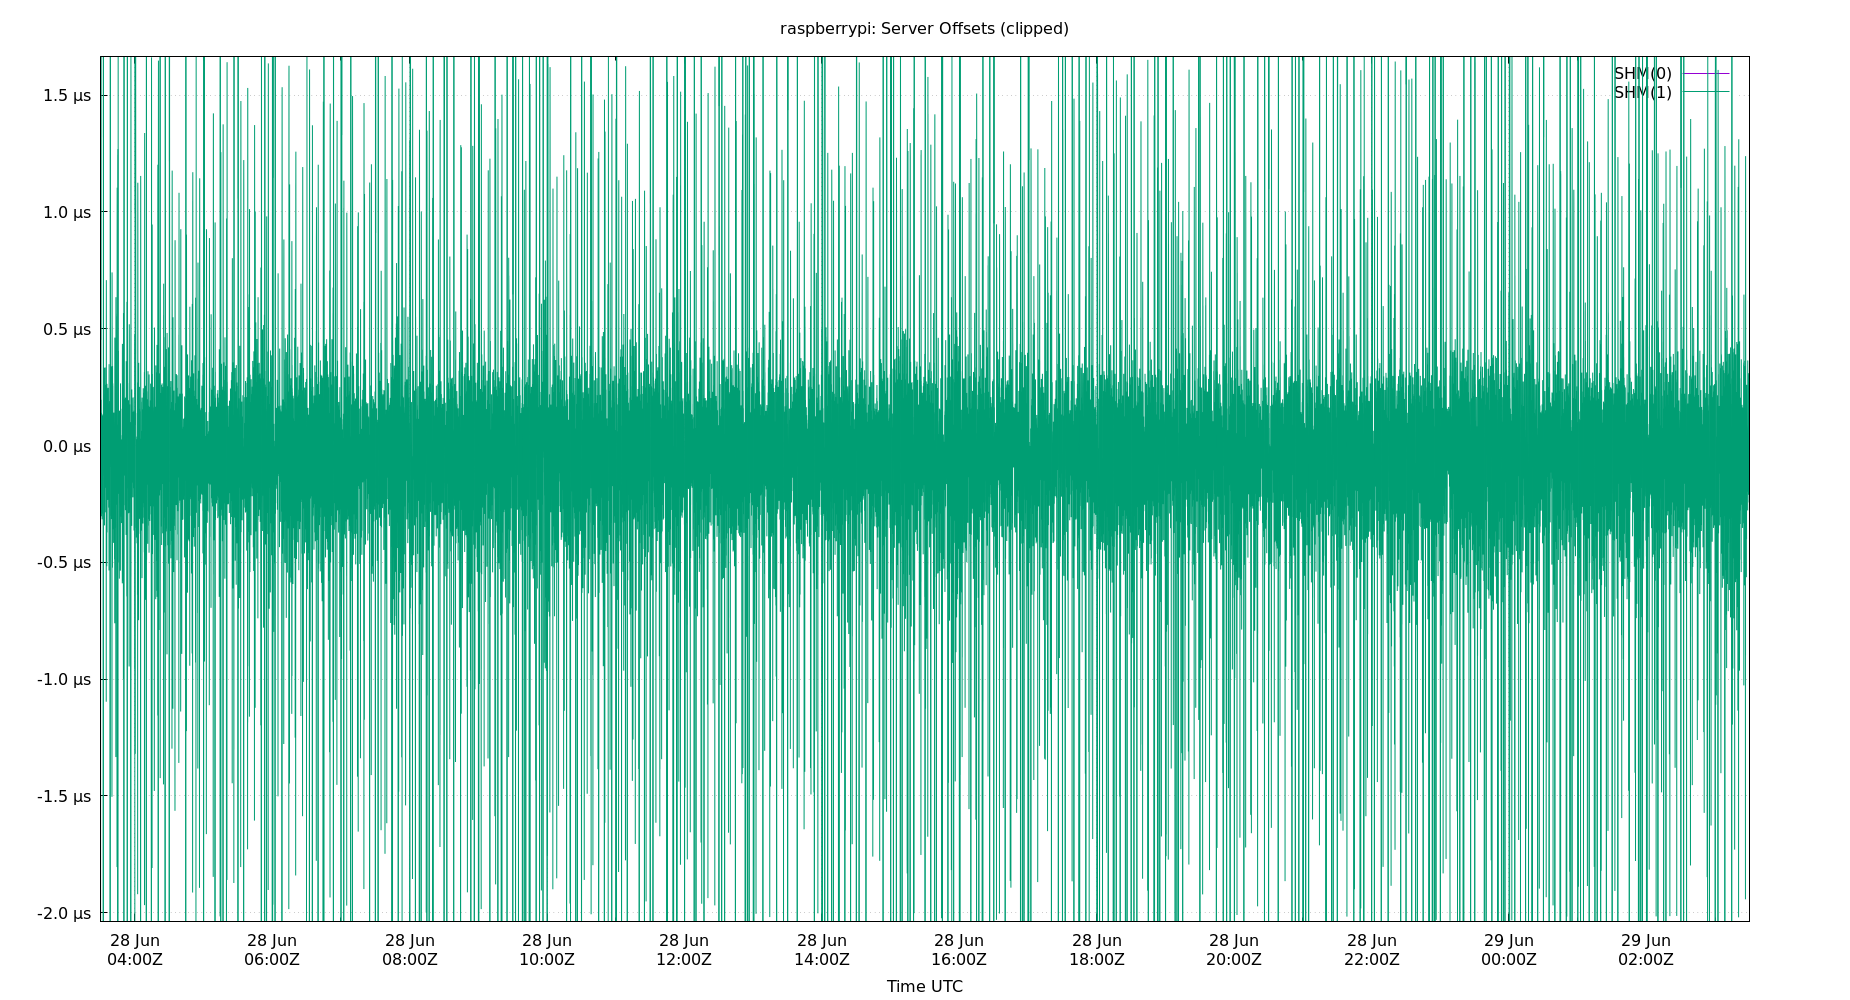 raspberrypi: Server Offsets (clipped)
SHM(0)
SHM(1)
1.5 µs
1.0 µs
0.5 µs
0.0 µs
-0.5 µs
-1.0 µs
-1.5 µs
-2.0 µs
28 Jun 28 Jun 28 Jun 28 Jun 28 Jun 28 Jun 28 Jun 28 Jun 28 Jun 28 Jun 29 Jun 29 Jun
04:00Z 06:00Z 08:00Z 10:00Z 12:00Z 14:00Z 16:00Z 18:00Z 20:00Z 22:00Z 00:00Z 02:00Z
Time UTC